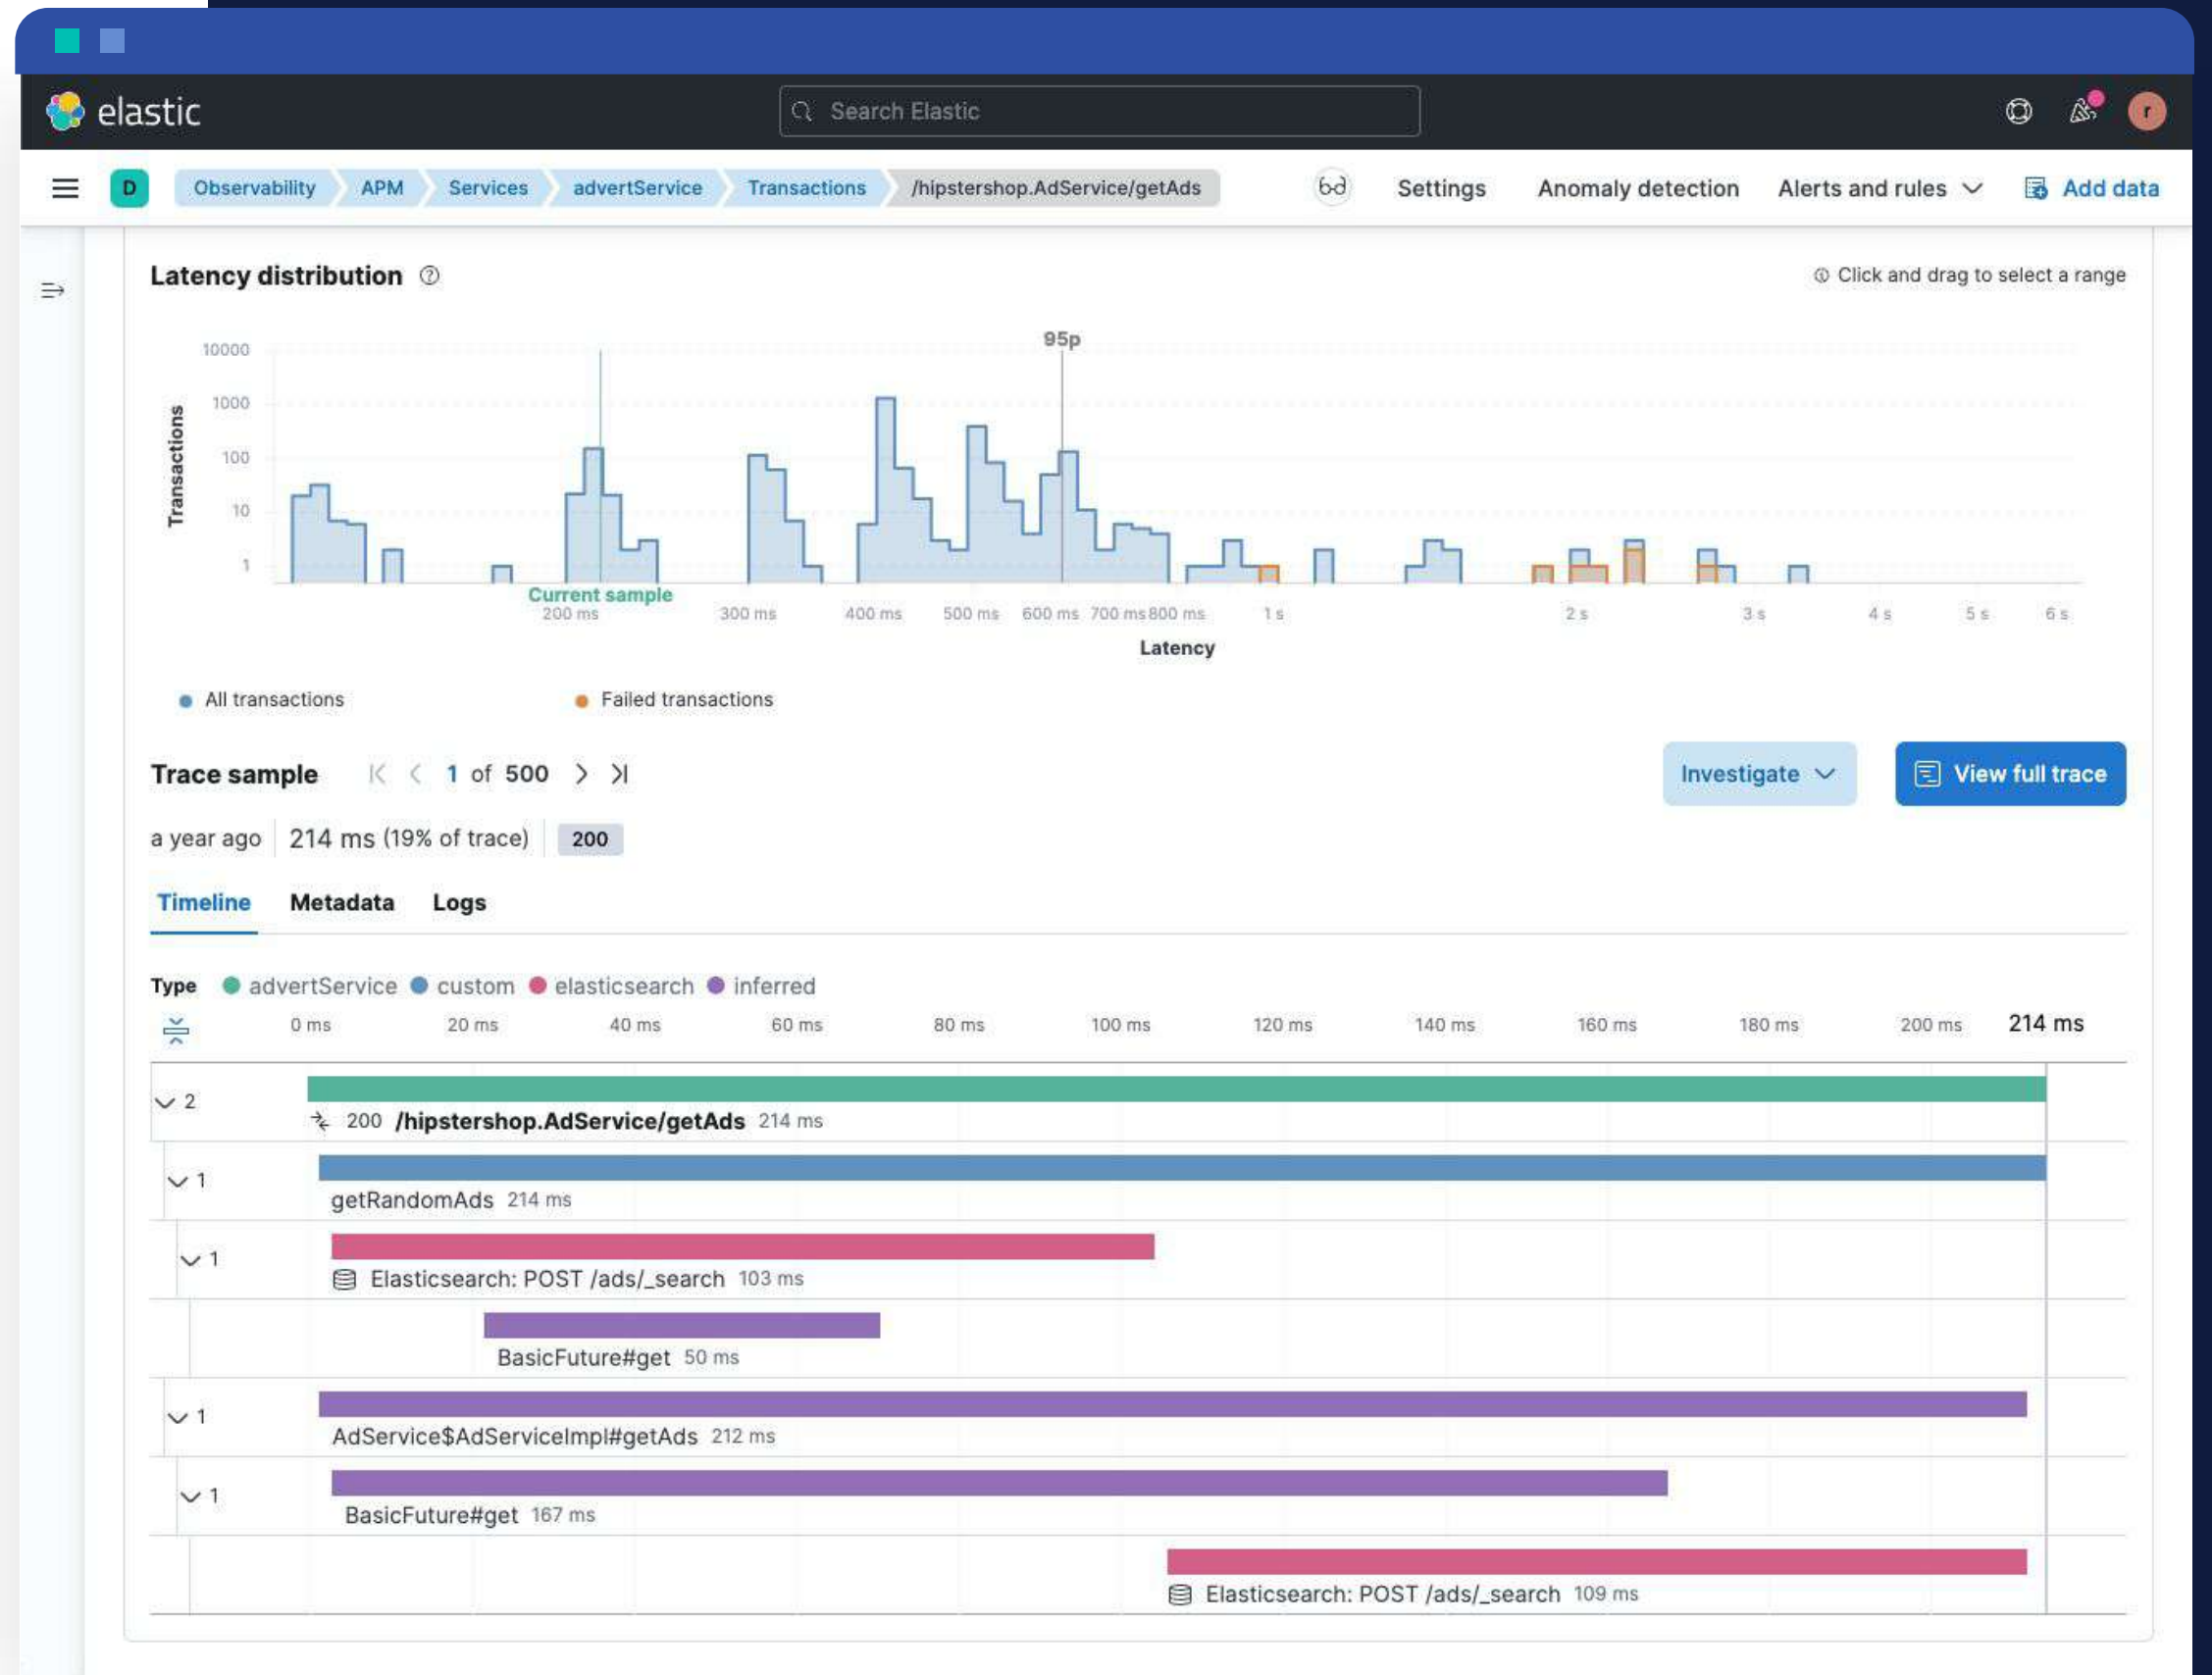 elastic
Search Elastic
r
D
Observability
APM
Services
advertService
Transactions
/hipstershop.AdService/getAds
Settings
Anomaly detection
Alerts and rules
Add data
Latency distribution
Click and drag to select a range
95p
10000
1000
100
10
1
Transactions
Current sample
200 ms
300 ms
400 ms
500 ms
600 ms
700 ms
800 ms
1 s
2 s
3 s
4 s
5 s
6 s
Latency
All transactions
Failed transactions
Trace sample
1 of 500
Investigate
View full trace
a year ago
214 ms (19% of trace)
200
Timeline
Metadata
Logs
Type
advertService
custom
elasticsearch
inferred
0 ms
20 ms
40 ms
60 ms
80 ms
100 ms
120 ms
140 ms
160 ms
180 ms
200 ms
214 ms
2
200 /hipstershop.AdService/getAds 214 ms
1
getRandomAds 214 ms
1
Elasticsearch: POST /ads/_search 103 ms
BasicFuture#get 50 ms
1
AdService$AdServiceImpl#getAds 212 ms
1
BasicFuture#get 167 ms
Elasticsearch: POST /ads/_search 109 ms